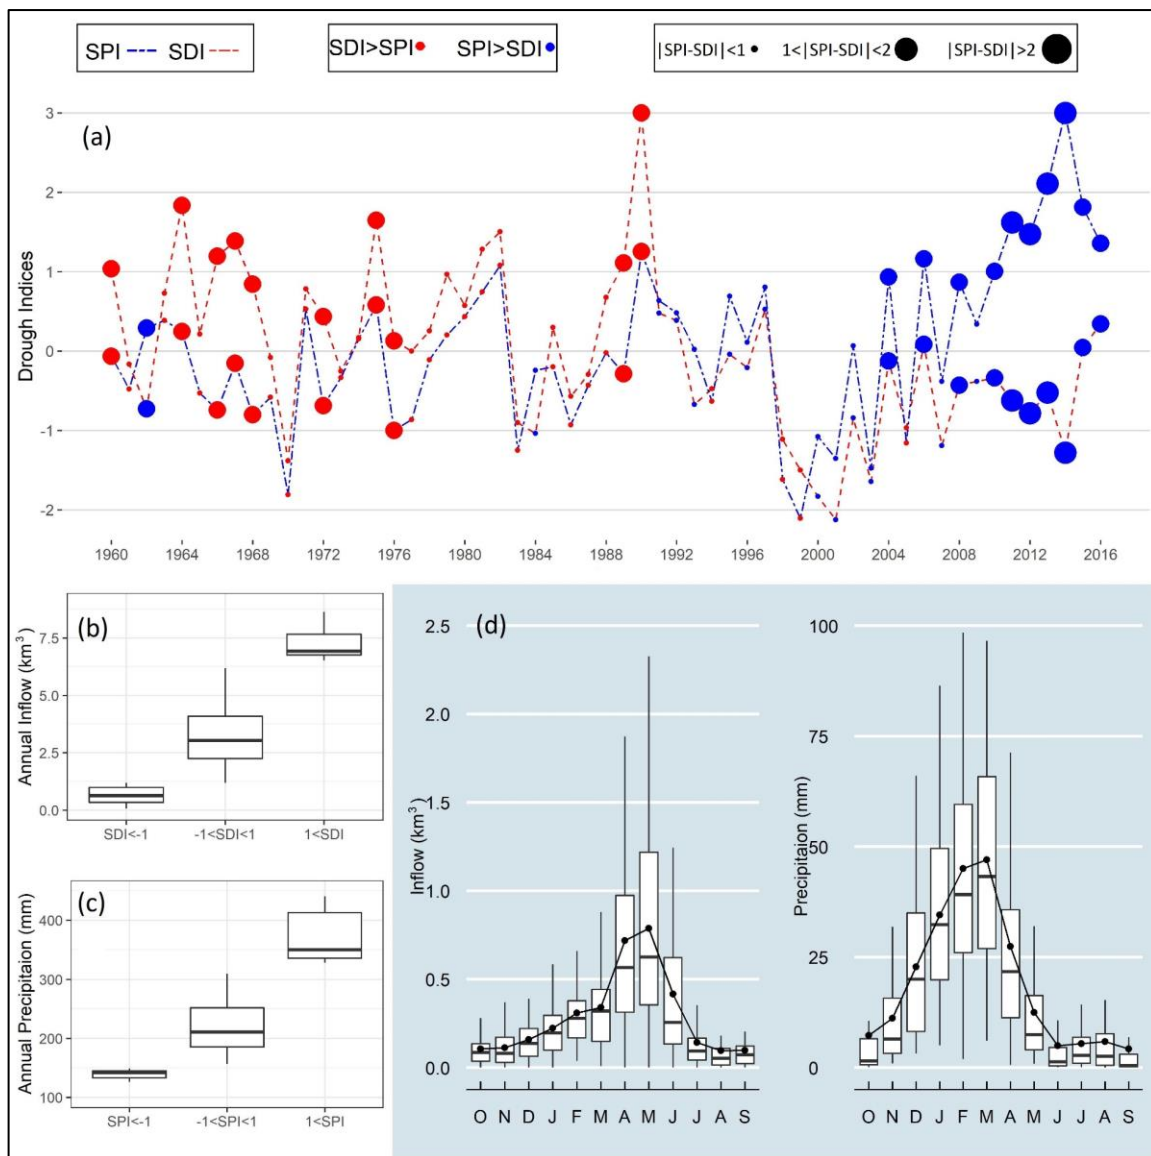 SPI SDI
SDI>SPI SPI>SDI
|SPI-SDI|<1 1<|SPI-SDI|<2 |SPI-SDI|>2
(a)
Drough Indices
3
2
1
0
-1
-2
1960 1964 1968 1972 1976 1980 1984 1988 1992 1996 2000 2004 2008 2012 2016
(b)
Annual Inflow (km³)
7.5
5.0
2.5
0.0
SDI<-1 -1<SDI<1 1<SDI
(c)
Annual Precipitaion (mm)
400
300
200
100
SPI<-1 -1<SPI<1 1<SPI
(d)
Inflow (km³)
2.5
2.0
1.5
1.0
0.5
0.0
O N D J F M A M J J A S
Precipitaion (mm)
100
75
50
25
0
O N D J F M A M J J A S